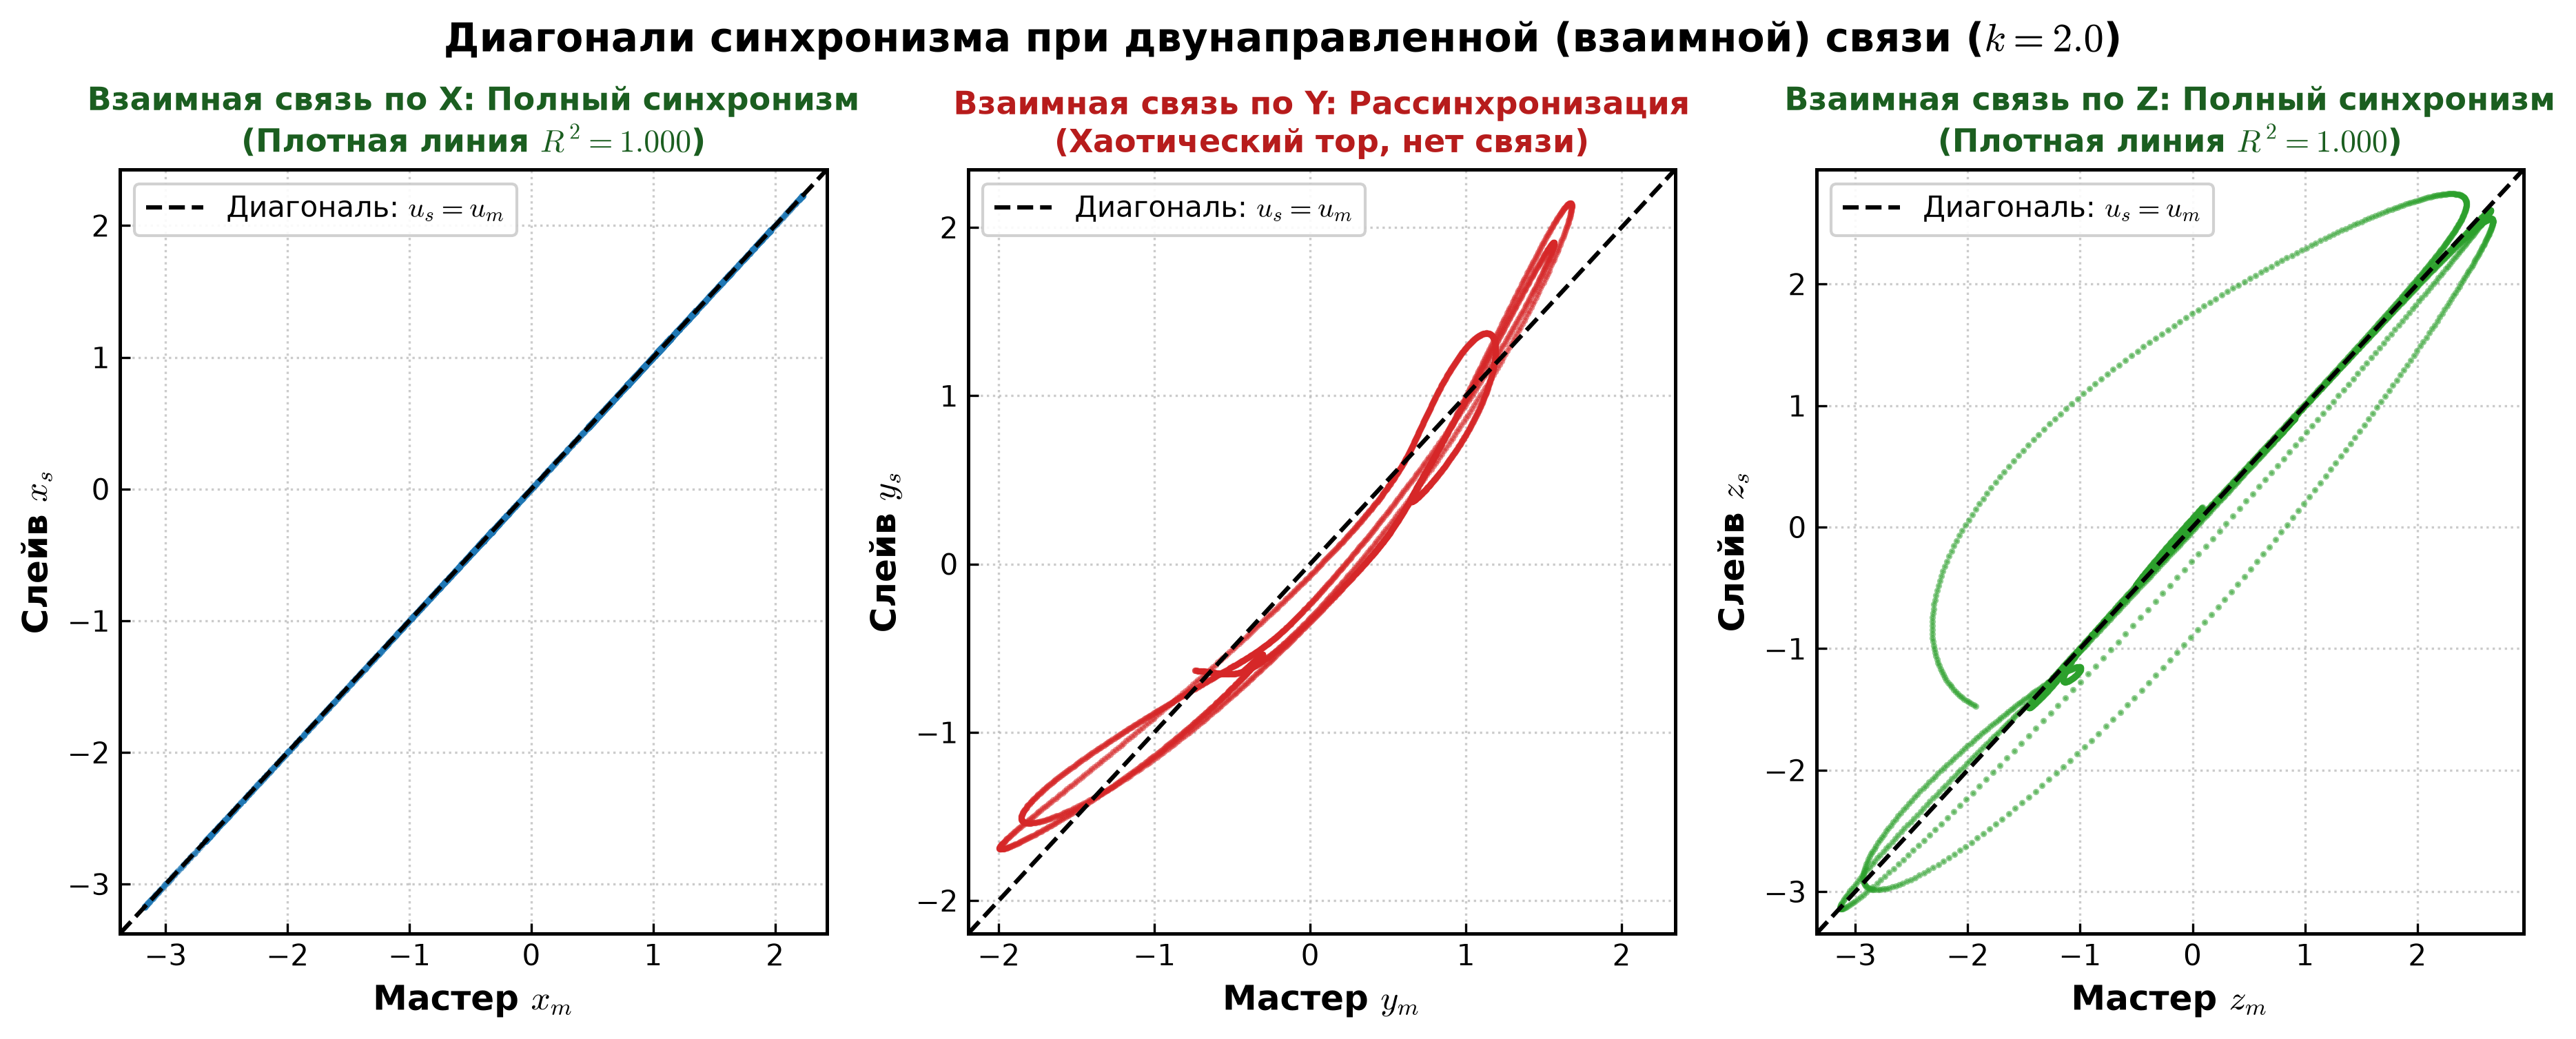 Диагонали синхронизма при двунаправленной (взаимной) связи (k = 2.0)
Взаимная связь по X: Полный синхронизм
(Плотная линия R² = 1.000)
Диагональ: uₛ = uₘ
2
1
0
−1
−2
−3
Слейв xₛ
−3 −2 −1 0 1 2
Мастер xₘ
Взаимная связь по Y: Рассинхронизация
(Хаотический тор, нет связи)
Диагональ: uₛ = uₘ
2
1
0
−1
−2
Слейв yₛ
−2 −1 0 1 2
Мастер yₘ
Взаимная связь по Z: Полный синхронизм
(Плотная линия R² = 1.000)
Диагональ: uₛ = uₘ
2
1
0
−1
−2
−3
Слейв zₛ
−3 −2 −1 0 1 2
Мастер zₘ